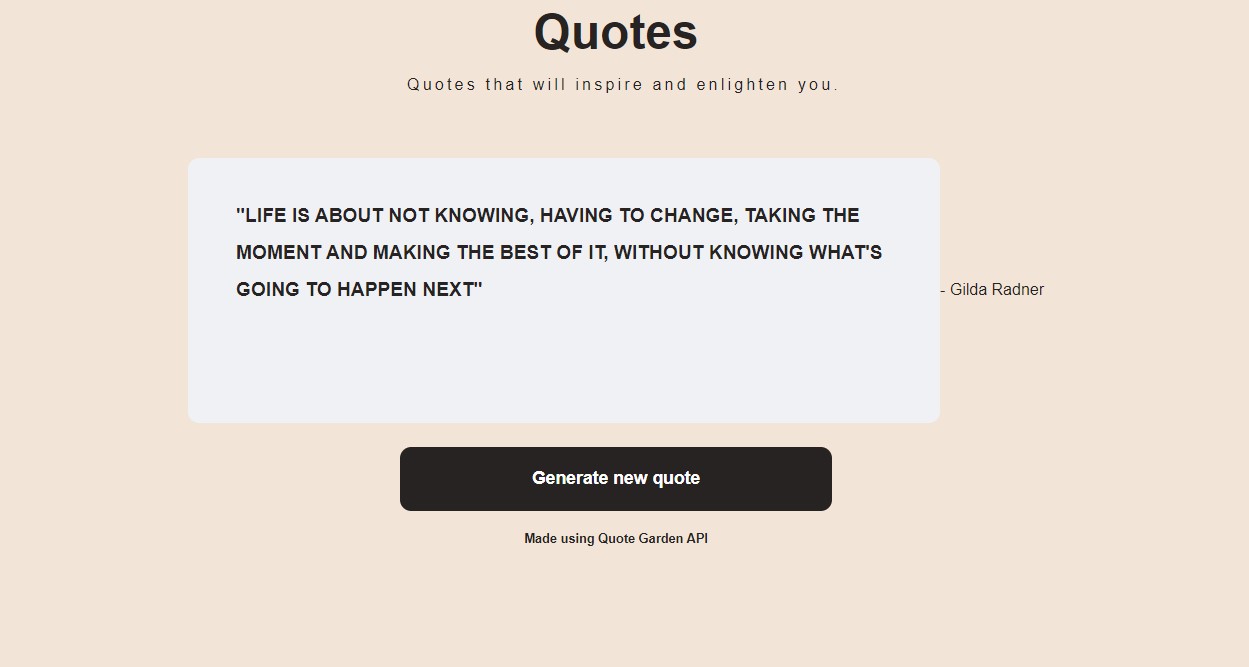 Quotes
Quotes that will inspire and enlighten you.
"LIFE IS ABOUT NOT KNOWING, HAVING TO CHANGE, TAKING THE
MOMENT AND MAKING THE BEST OF IT, WITHOUT KNOWING WHAT'S
GOING TO HAPPEN NEXT"
- Gilda Radner
Generate new quote
Made using Quote Garden API